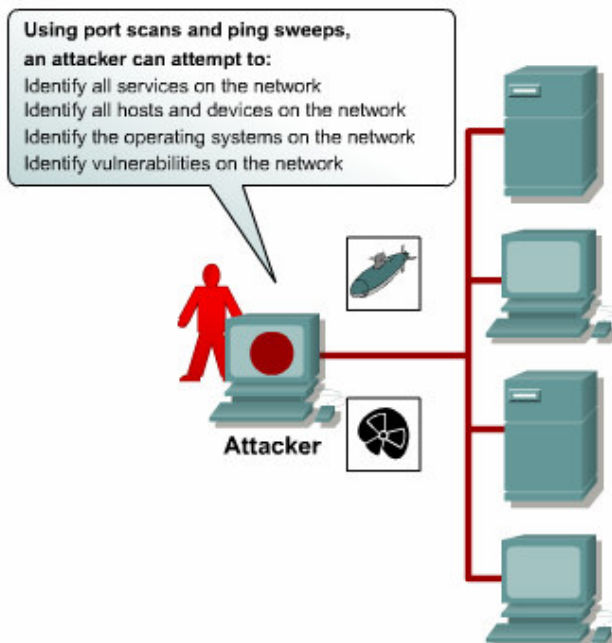 Using port scans and ping sweeps,
an attacker can attempt to:
Identify all services on the network
Identify all hosts and devices on the network
Identify the operating systems on the network
Identify vulnerabilities on the network
Attacker